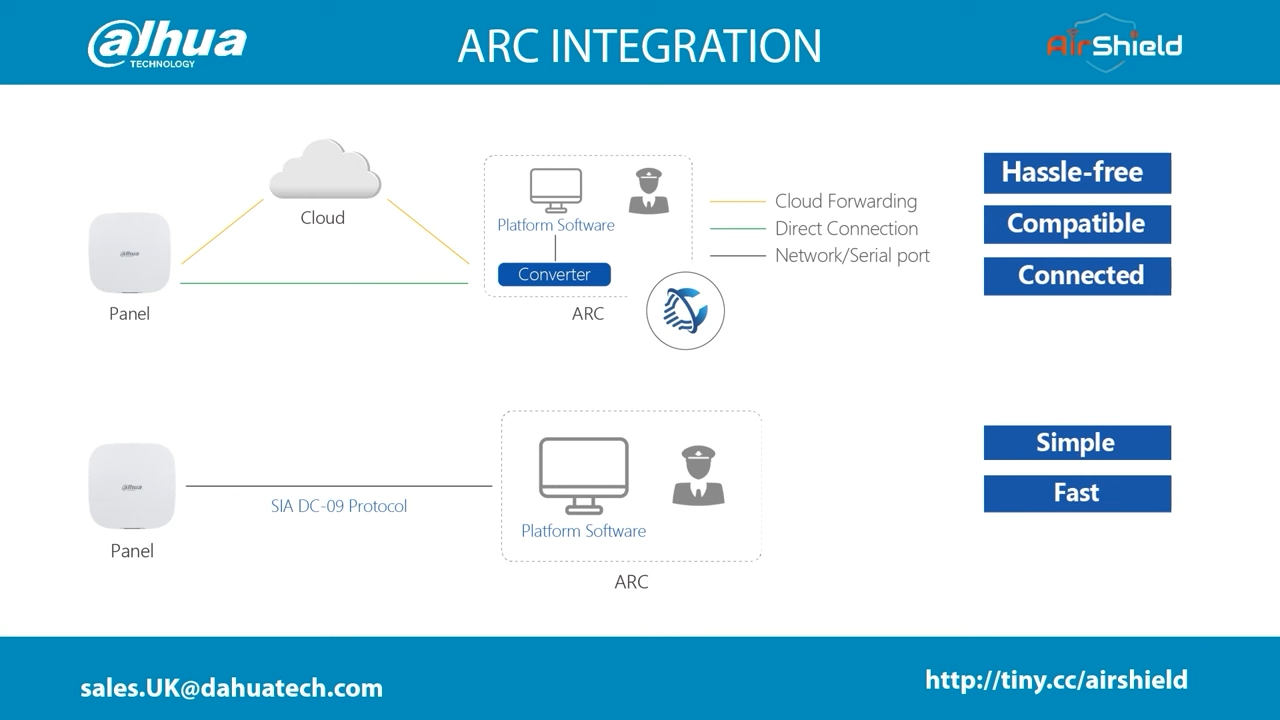 alhua
TECHNOLOGY
ARC INTEGRATION
AirShield
Cloud
Platform Software
Converter
ARC
alhua
Panel
Cloud Forwarding
Direct Connection
Network/Serial port
Hassle-free
Compatible
Connected
alhua
Panel
SIA DC-09 Protocol
Platform Software
ARC
Simple
Fast
sales.UK@dahuatech.com
http://tiny.cc/airshield